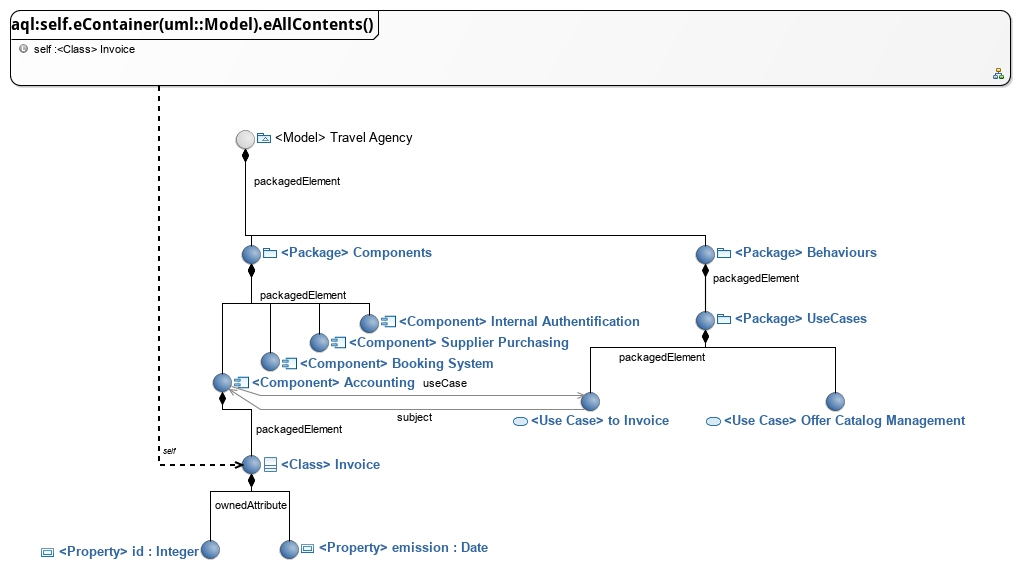 aql:self.eContainer(uml::Model).eAllContents()
self :<Class> Invoice
<Model> Travel Agency
packagedElement
<Package> Components
<Package> Behaviours
packagedElement
packagedElement
<Package> UseCases
<Component> Internal Authentification
<Component> Supplier Purchasing
packagedElement
<Component> Booking System
<Component> Accounting
useCase
subject
<Use Case> to Invoice
<Use Case> Offer Catalog Management
packagedElement
self
<Class> Invoice
ownedAttribute
<Property> id : Integer
<Property> emission : Date